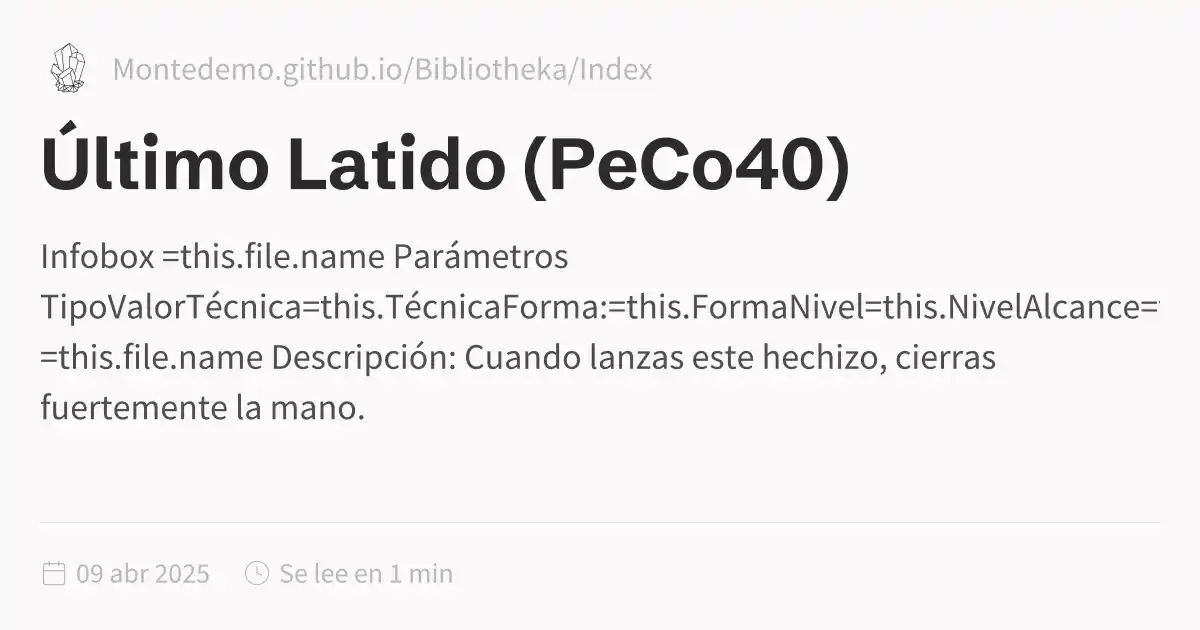 Montedemo.github.io/Bibliotheka/Index
Último Latido (PeCo40)
Infobox =this.file.name Parámetros
TipoValorTécnica=this.TécnicaForma:=this.FormaNivel=this.NivelAlcance=
=this.file.name Descripción: Cuando lanzas este hechizo, cierras
fuertemente la mano.
09 abr 2025 Se lee en 1 min